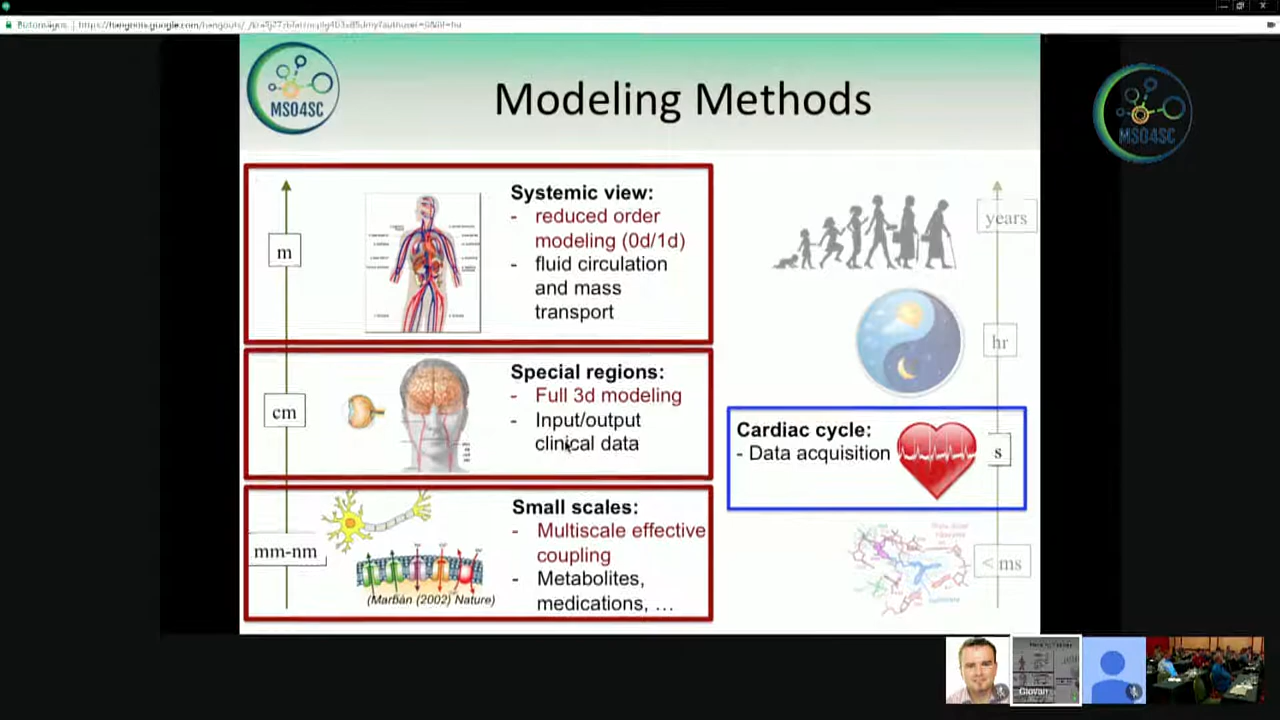 MSO4SC
Modeling Methods
MSO4SC
m
Systemic view:
- reduced order
modeling (0d/1d)
- fluid circulation
and mass
transport
cm
Special regions:
- Full 3d modeling
- Input/output
clinical data
mm-nm
Small scales:
- Multiscale effective
coupling
- Metabolites,
medications, …
(Marbán (2002) Nature)
years
hr
Cardiac cycle:
- Data acquisition
s
< ms
Giovan